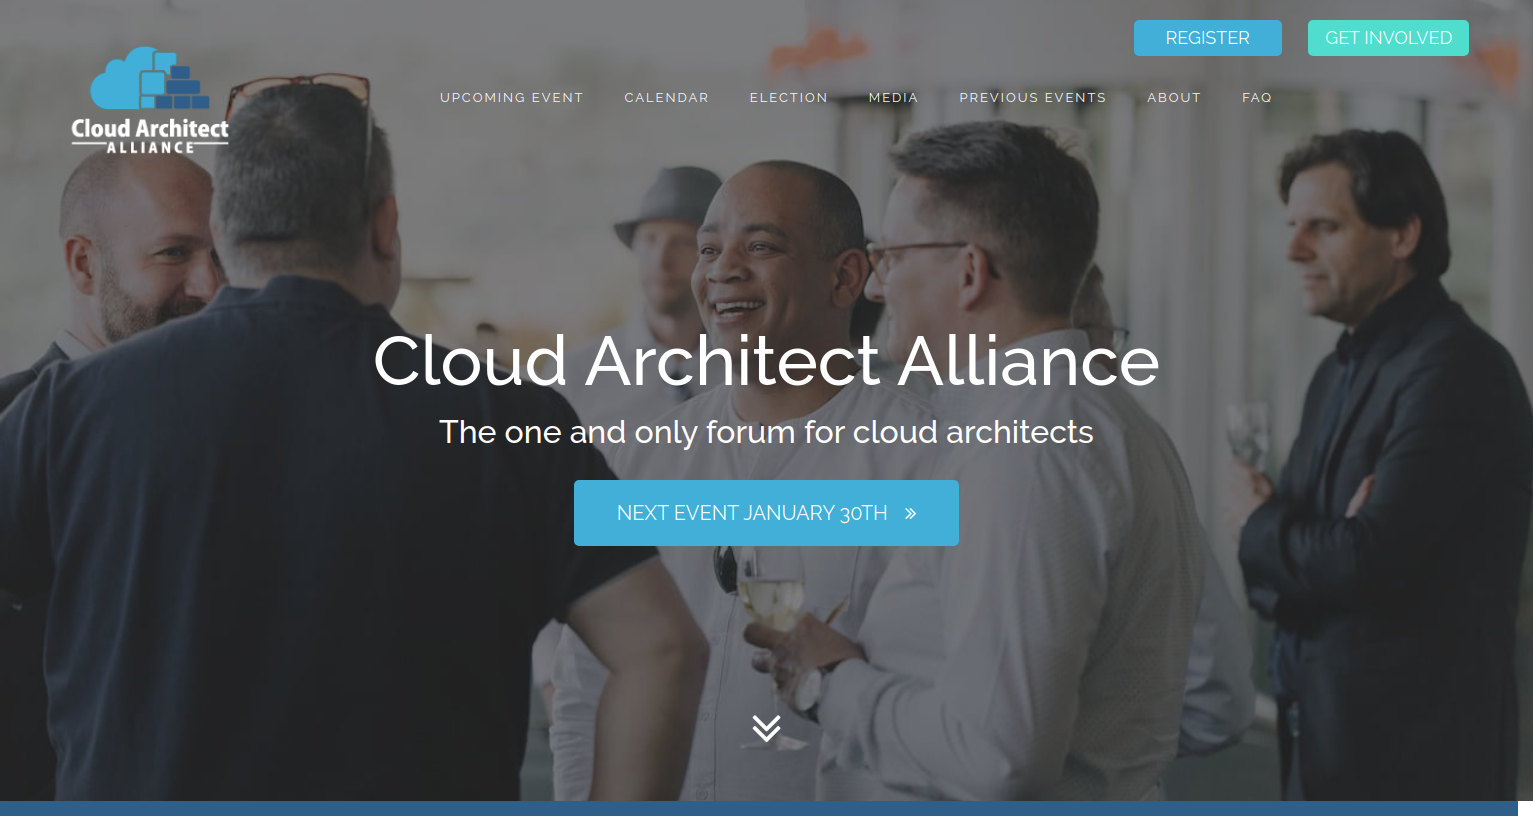 REGISTER
GET INVOLVED
Cloud Architect
ALLIANCE
UPCOMING EVENT
CALENDAR
ELECTION
MEDIA
PREVIOUS EVENTS
ABOUT
FAQ
Cloud Architect Alliance
The one and only forum for cloud architects
NEXT EVENT JANUARY 30TH »